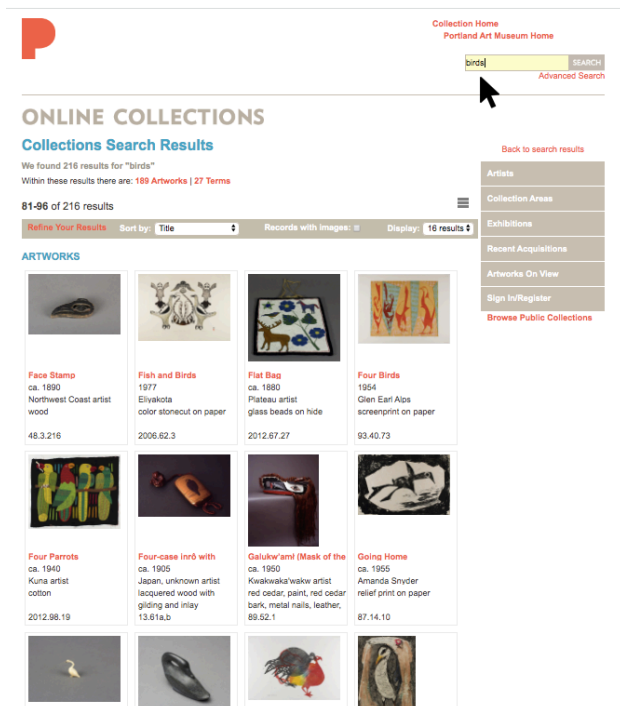 Collection Home
Portland Art Museum Home
birds
SEARCH
Advanced Search
ONLINE COLLECTIONS
Collections Search Results
We found 216 results for "birds"
Within these results there are: 189 Artworks | 27 Terms
81-96 of 216 results
Refine Your Results Sort by: Title Records with images: Display: 16 results
Back to search results
Artists
Collection Areas
Exhibitions
Recent Acquisitions
Artworks On View
Sign In/Register
Browse Public Collections
ARTWORKS
Face Stamp
ca. 1890
Northwest Coast artist
wood
48.3.216
Fish and Birds
1977
Eliyakota
color stonecut on paper
2006.62.3
Flat Bag
ca. 1880
Plateau artist
glass beads on hide
2012.67.27
Four Birds
1954
Glen Earl Alps
screenprint on paper
93.40.73
Four Parrots
ca. 1940
Kuna artist
cotton
2012.98.19
Four-case inrô with
ca. 1905
Japan, unknown artist
lacquered wood with
gilding and inlay
13.61a,b
Galukw'aml (Mask of the
ca. 1950
Kwakwaka'wakw artist
red cedar, paint, red cedar
bark, metal nails, leather,
89.52.1
Going Home
ca. 1955
Amanda Snyder
relief print on paper
87.14.10